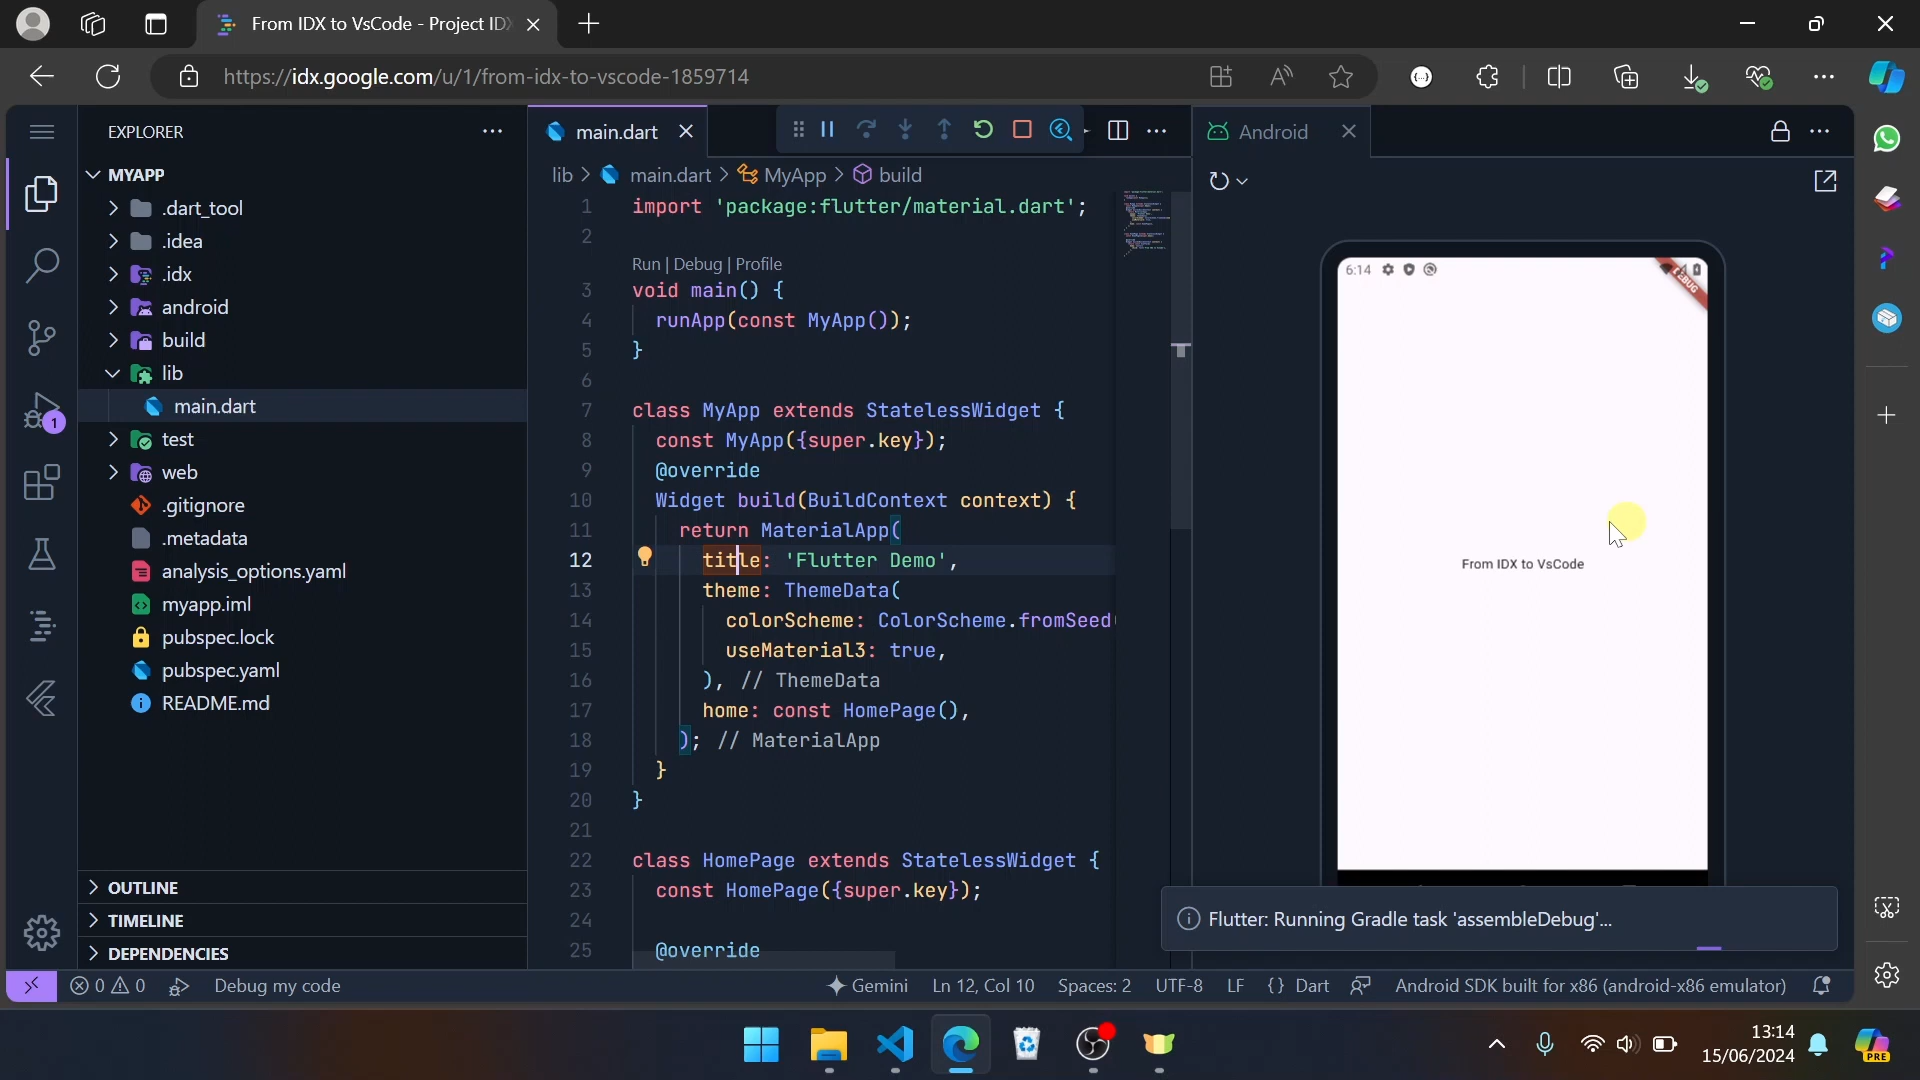 From IDX to VsCode - Project ID
https://idx.google.com/u/1/from-idx-to-vscode-1859714
EXPLORER
MYAPP
.dart_tool
.idea
.idx
android
build
lib
main.dart
test
web
.gitignore
.metadata
analysis_options.yaml
myapp.iml
pubspec.lock
pubspec.yaml
README.md
OUTLINE
TIMELINE
DEPENDENCIES
1
main.dart
lib > main.dart > MyApp > build
1 import 'package:flutter/material.dart';
2
Run | Debug | Profile
3 void main() {
4 runApp(const MyApp());
5 }
6
7 class MyApp extends StatelessWidget {
8 const MyApp({super.key});
9 @override
10 Widget build(BuildContext context) {
11 return MaterialApp(
12 title: 'Flutter Demo',
13 theme: ThemeData(
14 colorScheme: ColorScheme.fromSeed(
15 useMaterial3: true,
16 ), // ThemeData
17 home: const HomePage(),
18 ); // MaterialApp
19 }
20 }
21
22 class HomePage extends StatelessWidget {
23 const HomePage({super.key});
24
25 @override
Android
6:14
DEBUG
From IDX to VsCode
Flutter: Running Gradle task 'assembleDebug'...
0 0 Debug my code
Gemini Ln 12, Col 10 Spaces: 2 UTF-8 LF {} Dart Android SDK built for x86 (android-x86 emulator)
13:14
15/06/2024
PRE